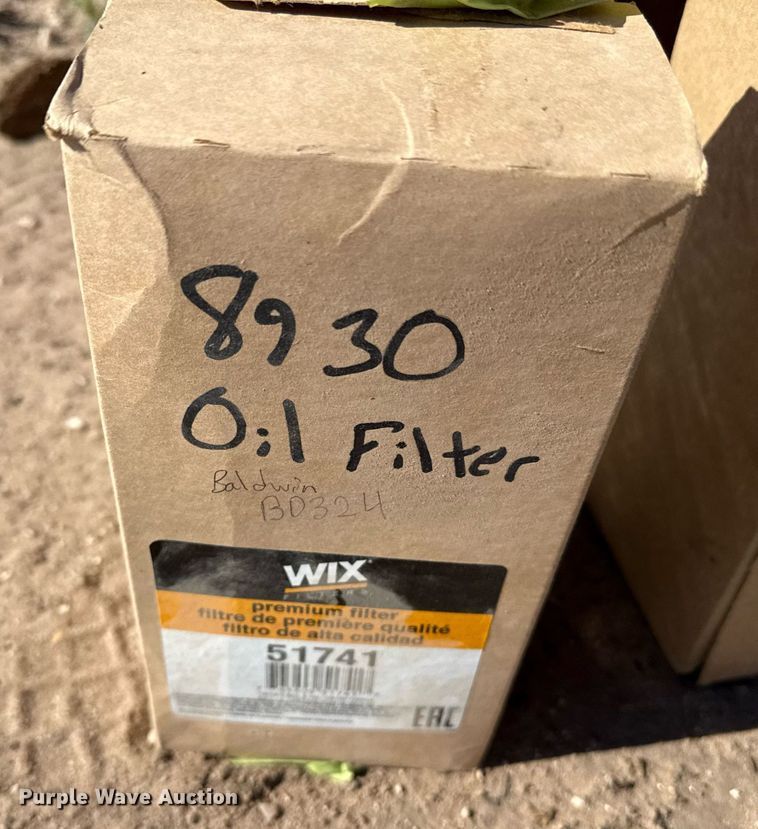 8930
Oil Filter
Baldwin
BD324
WIX
FILTERS
premium filter
filtre de première qualité
filtro de alta calidad
51741
EAC
Purple Wave Auction